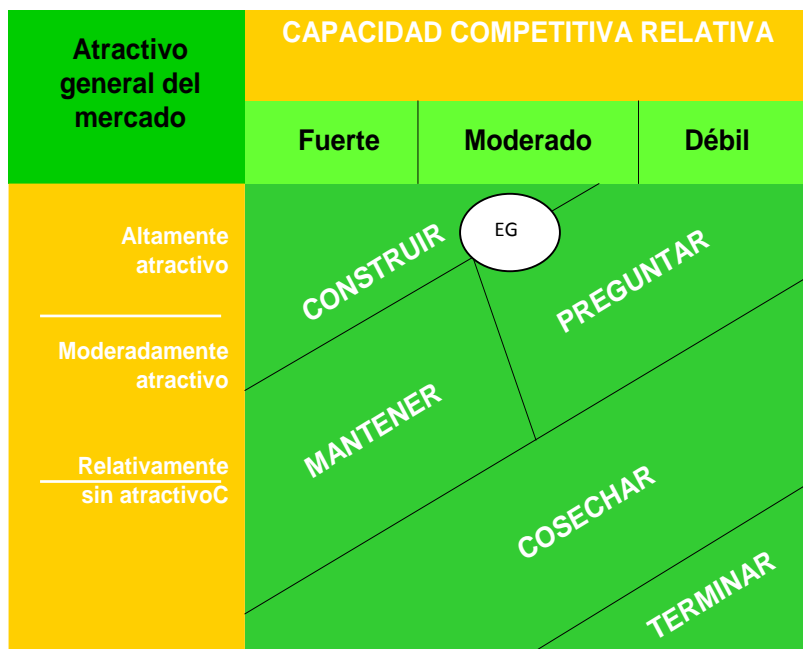 Atractivo
general del
mercado
CAPACIDAD COMPETITIVA RELATIVA
Fuerte
Moderado
Débil
Altamente
atractivo
Moderadamente
atractivo
Relativamente
sin atractivoC
CONSTRUIR
EG
PREGUNTAR
MANTENER
COSECHAR
TERMINAR